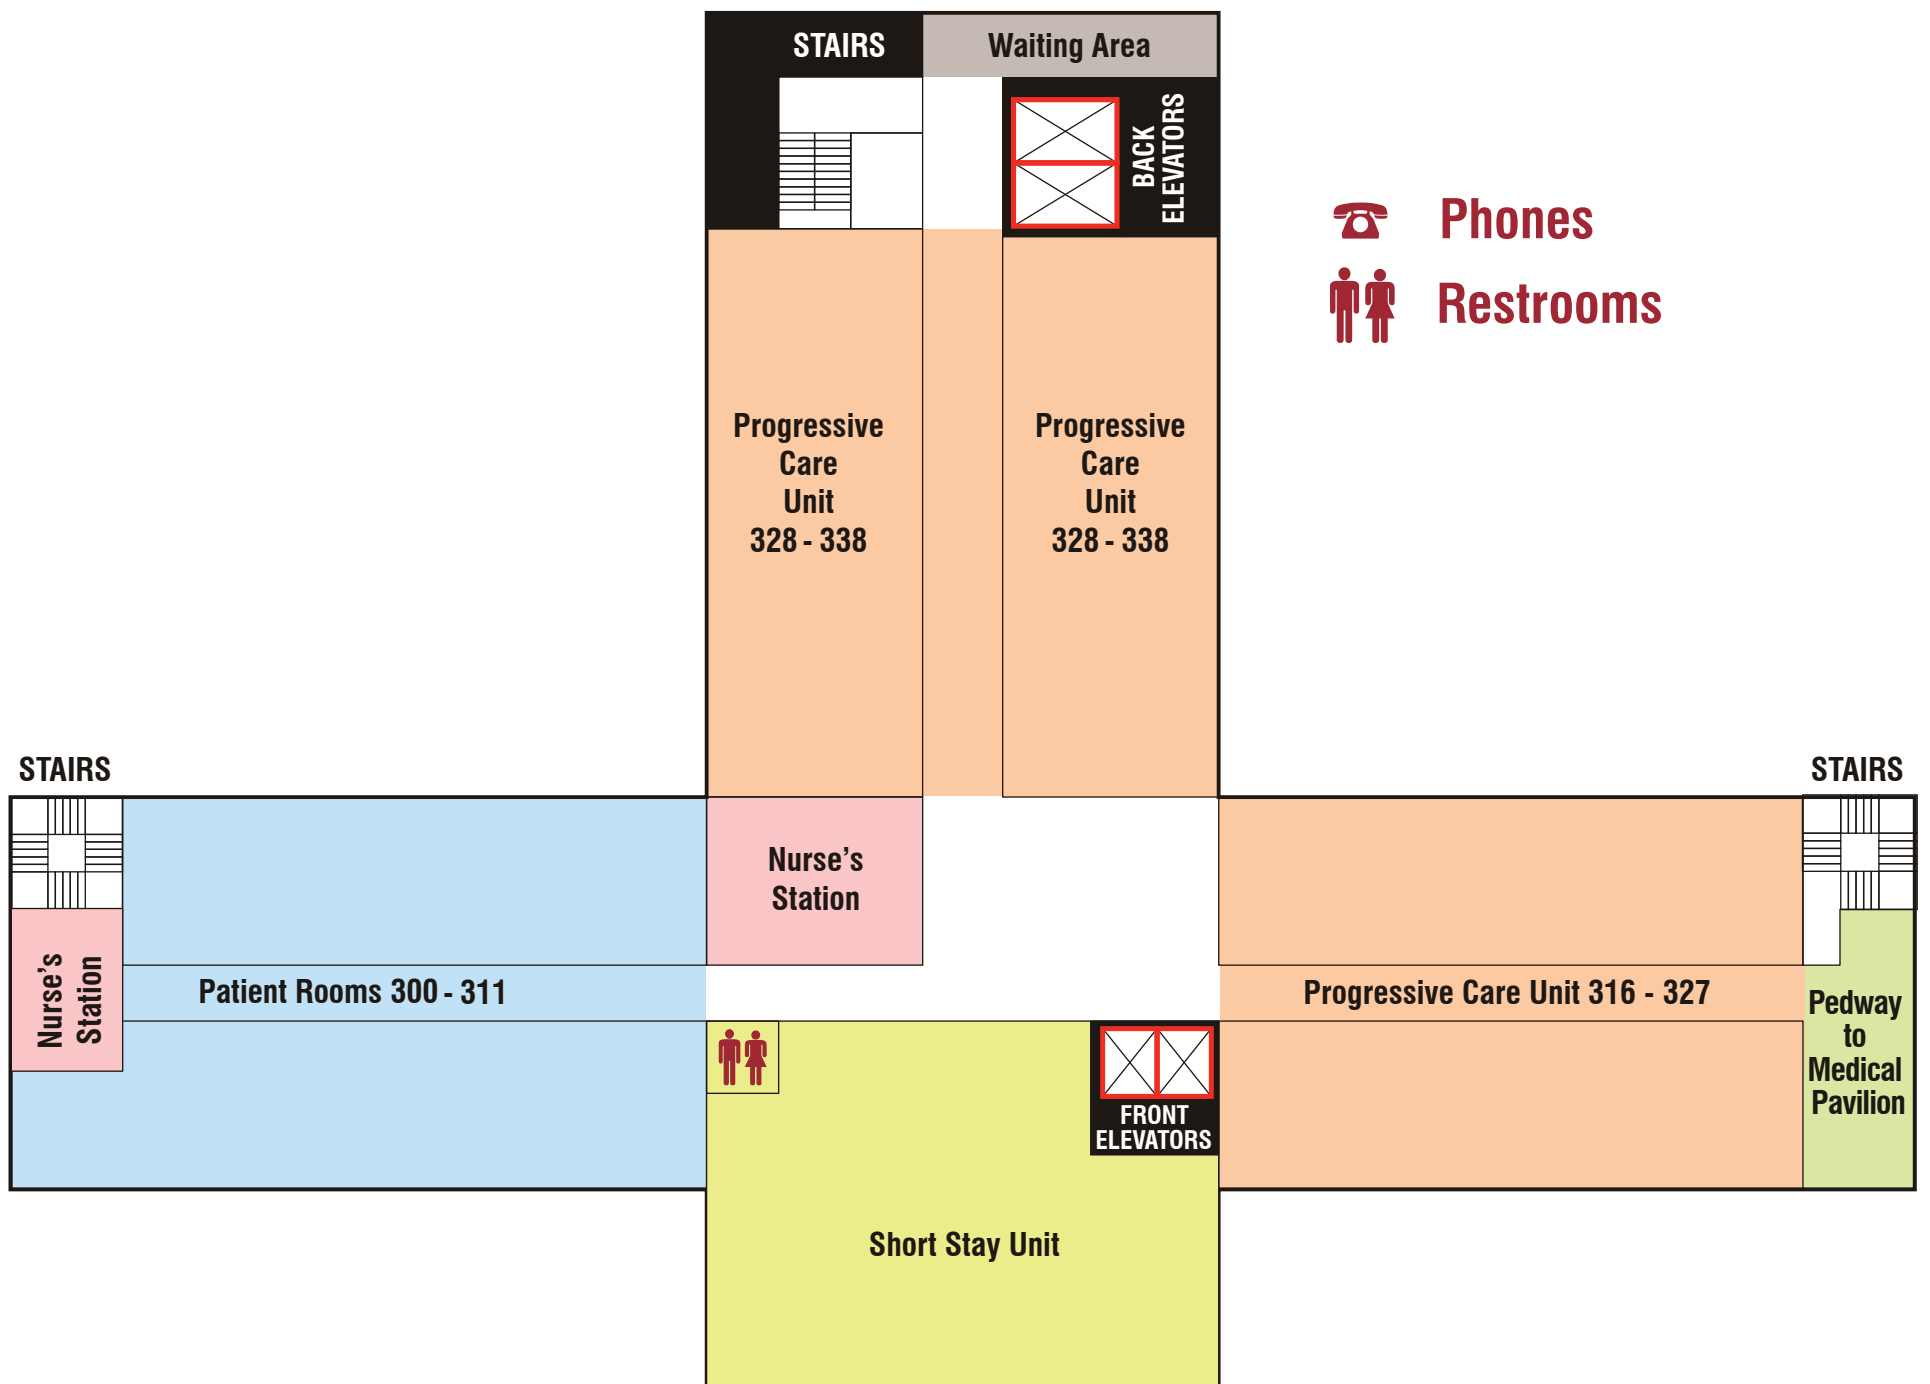 STAIRS
Waiting Area
BACK
ELEVATORS
Phones
Restrooms
Progressive
Care
Unit
328 - 338
Progressive
Care
Unit
328 - 338
STAIRS
STAIRS
Nurse’s
Station
Nurse’s
Station
Patient Rooms 300 - 311
Progressive Care Unit 316 - 327
Pedway
to
Medical
Pavilion
FRONT
ELEVATORS
Short Stay Unit